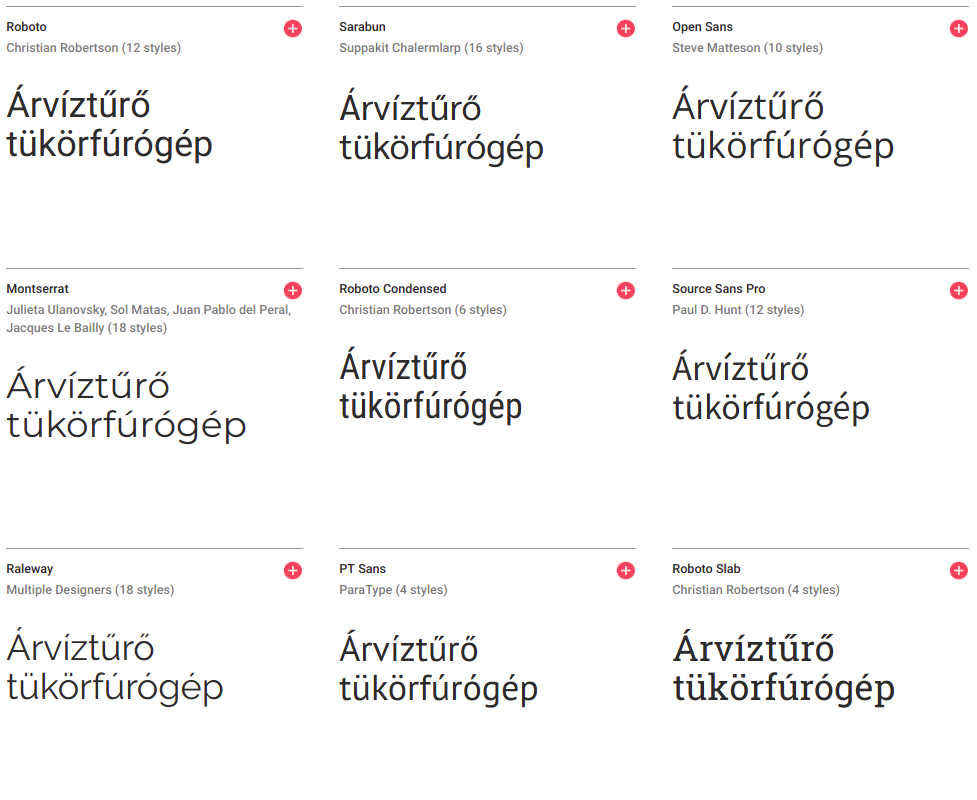 Roboto
Christian Robertson (12 styles)
Árvíztűrő
tükörfúrógép
Sarabun
Suppakit Chalermlarp (16 styles)
Árvíztűrő
tükörfúrógép
Open Sans
Steve Matteson (10 styles)
Árvíztűrő
tükörfúrógép
Montserrat
Julieta Ulanovsky, Sol Matas, Juan Pablo del Peral,
Jacques Le Bailly (18 styles)
Árvíztűrő
tükörfúrógép
Roboto Condensed
Christian Robertson (6 styles)
Árvíztűrő
tükörfúrógép
Source Sans Pro
Paul D. Hunt (12 styles)
Árvíztűrő
tükörfúrógép
Raleway
Multiple Designers (18 styles)
Árvíztűrő
tükörfúrógép
PT Sans
ParaType (4 styles)
Árvíztűrő
tükörfúrógép
Roboto Slab
Christian Robertson (4 styles)
Árvíztűrő
tükörfúrógép